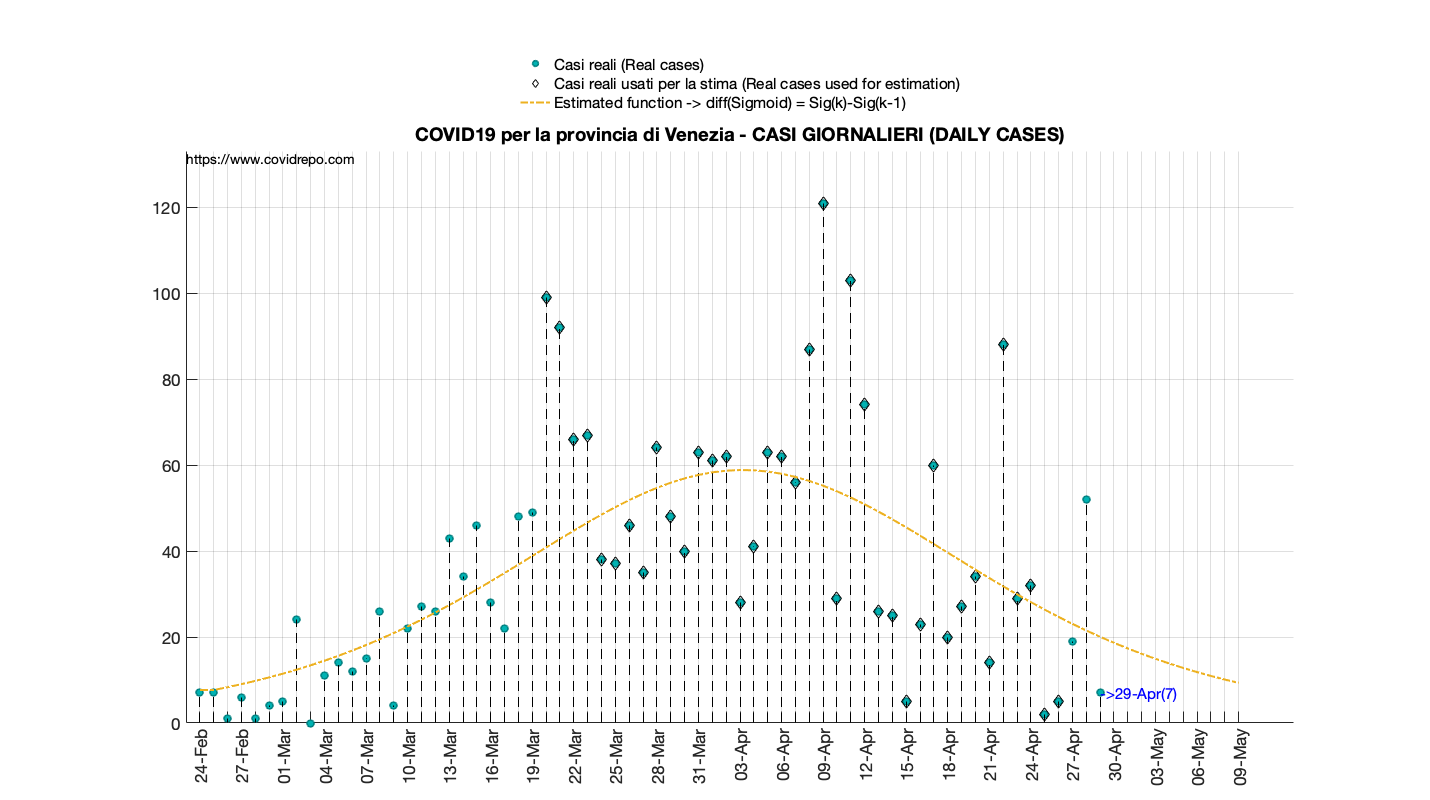 Casi reali (Real cases)
Casi reali usati per la stima (Real cases used for estimation)
Estimated function -> diff(Sigmoid) = Sig(k)-Sig(k-1)
COVID19 per la provincia di Venezia - CASI GIORNALIERI (DAILY CASES)
https://www.covidrepo.com
120
100
80
60
40
20
0
->29-Apr(7)
24-Feb
27-Feb
01-Mar
04-Mar
07-Mar
10-Mar
13-Mar
16-Mar
19-Mar
22-Mar
25-Mar
28-Mar
31-Mar
03-Apr
06-Apr
09-Apr
12-Apr
15-Apr
18-Apr
21-Apr
24-Apr
27-Apr
30-Apr
03-May
06-May
09-May